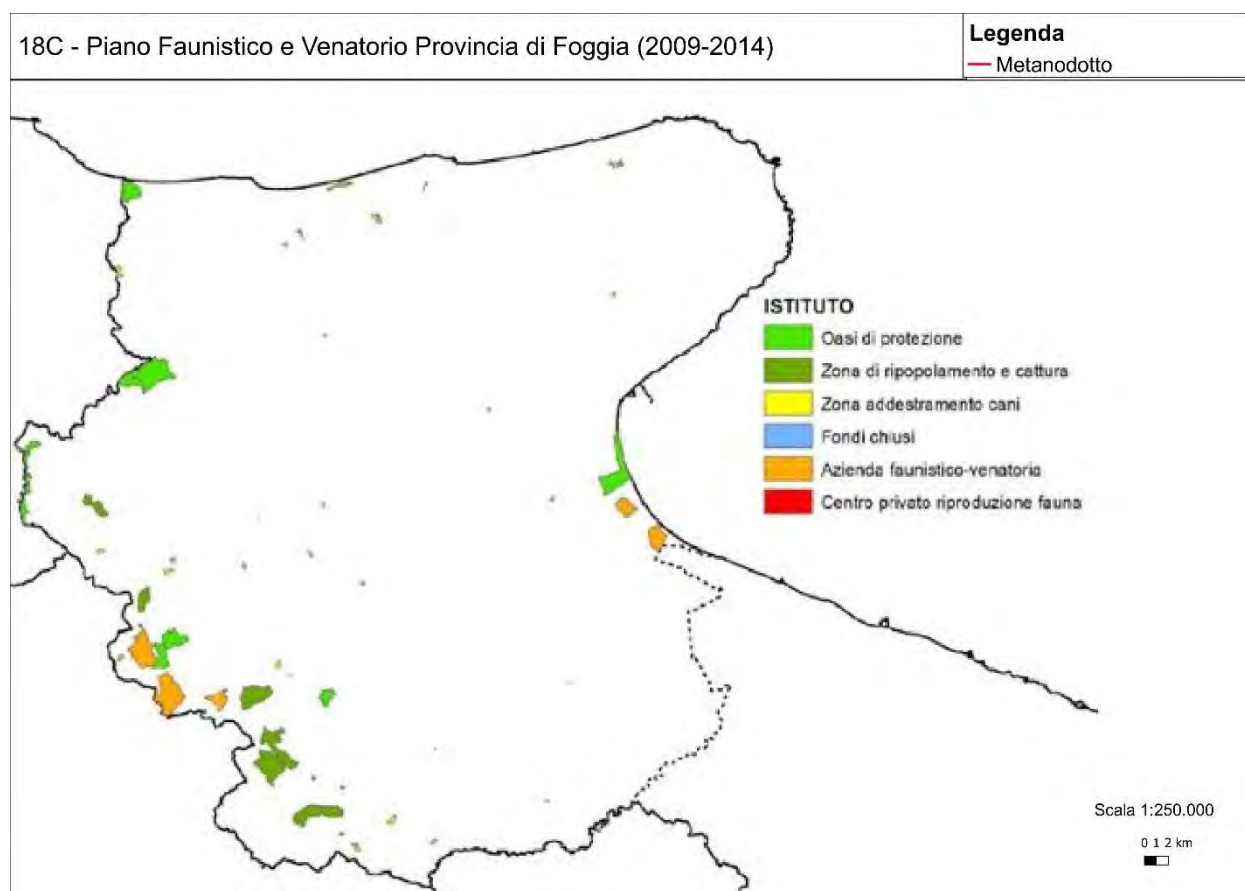 18C - Piano Faunistico e Venatorio Provincia di Foggia (2009-2014)
Legenda
Metanodotto
ISTITUTO
Oasi di protezione
Zona di ripopolamento e cattura
Zona addestramento cani
Fondi chiusi
Azienda faunistico-venatoria
Centro privato riproduzione fauna
Scala 1:250.000
0 1 2 km